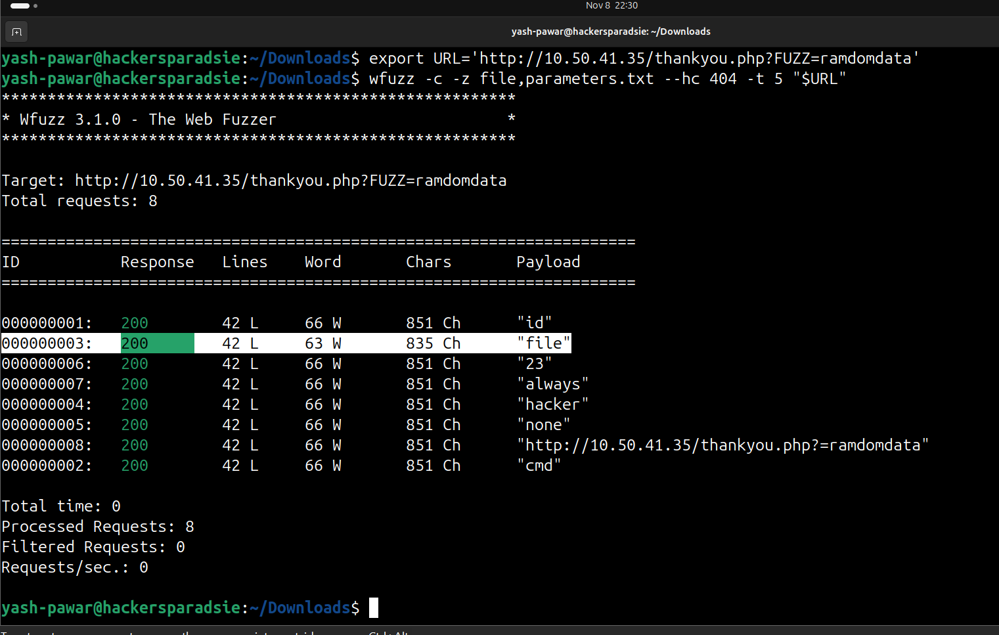 Nov 8 22:30
yash-pawar@hackersparadsie: ~/Downloads
yash-pawar@hackersparadsie:~/Downloads$ export URL='http://10.50.41.35/thankyou.php?FUZZ=ramdomdata'
yash-pawar@hackersparadsie:~/Downloads$ wfuzz -c -z file,parameters.txt --hc 404 -t 5 "$URL"
********************************************************
* Wfuzz 3.1.0 - The Web Fuzzer                         *
********************************************************
Target: http://10.50.41.35/thankyou.php?FUZZ=ramdomdata
Total requests: 8
=====================================================================
ID           Response   Lines    Word       Chars       Payload
=====================================================================
000000001:   200        42 L     66 W       851 Ch      "id"
000000003:   200        42 L     63 W       835 Ch      "file"
000000006:   200        42 L     66 W       851 Ch      "23"
000000007:   200        42 L     66 W       851 Ch      "always"
000000004:   200        42 L     66 W       851 Ch      "hacker"
000000005:   200        42 L     66 W       851 Ch      "none"
000000008:   200        42 L     66 W       851 Ch      "http://10.50.41.35/thankyou.php?=ramdomdata"
000000002:   200        42 L     66 W       851 Ch      "cmd"
Total time: 0
Processed Requests: 8
Filtered Requests: 0
Requests/sec.: 0
yash-pawar@hackersparadsie:~/Downloads$